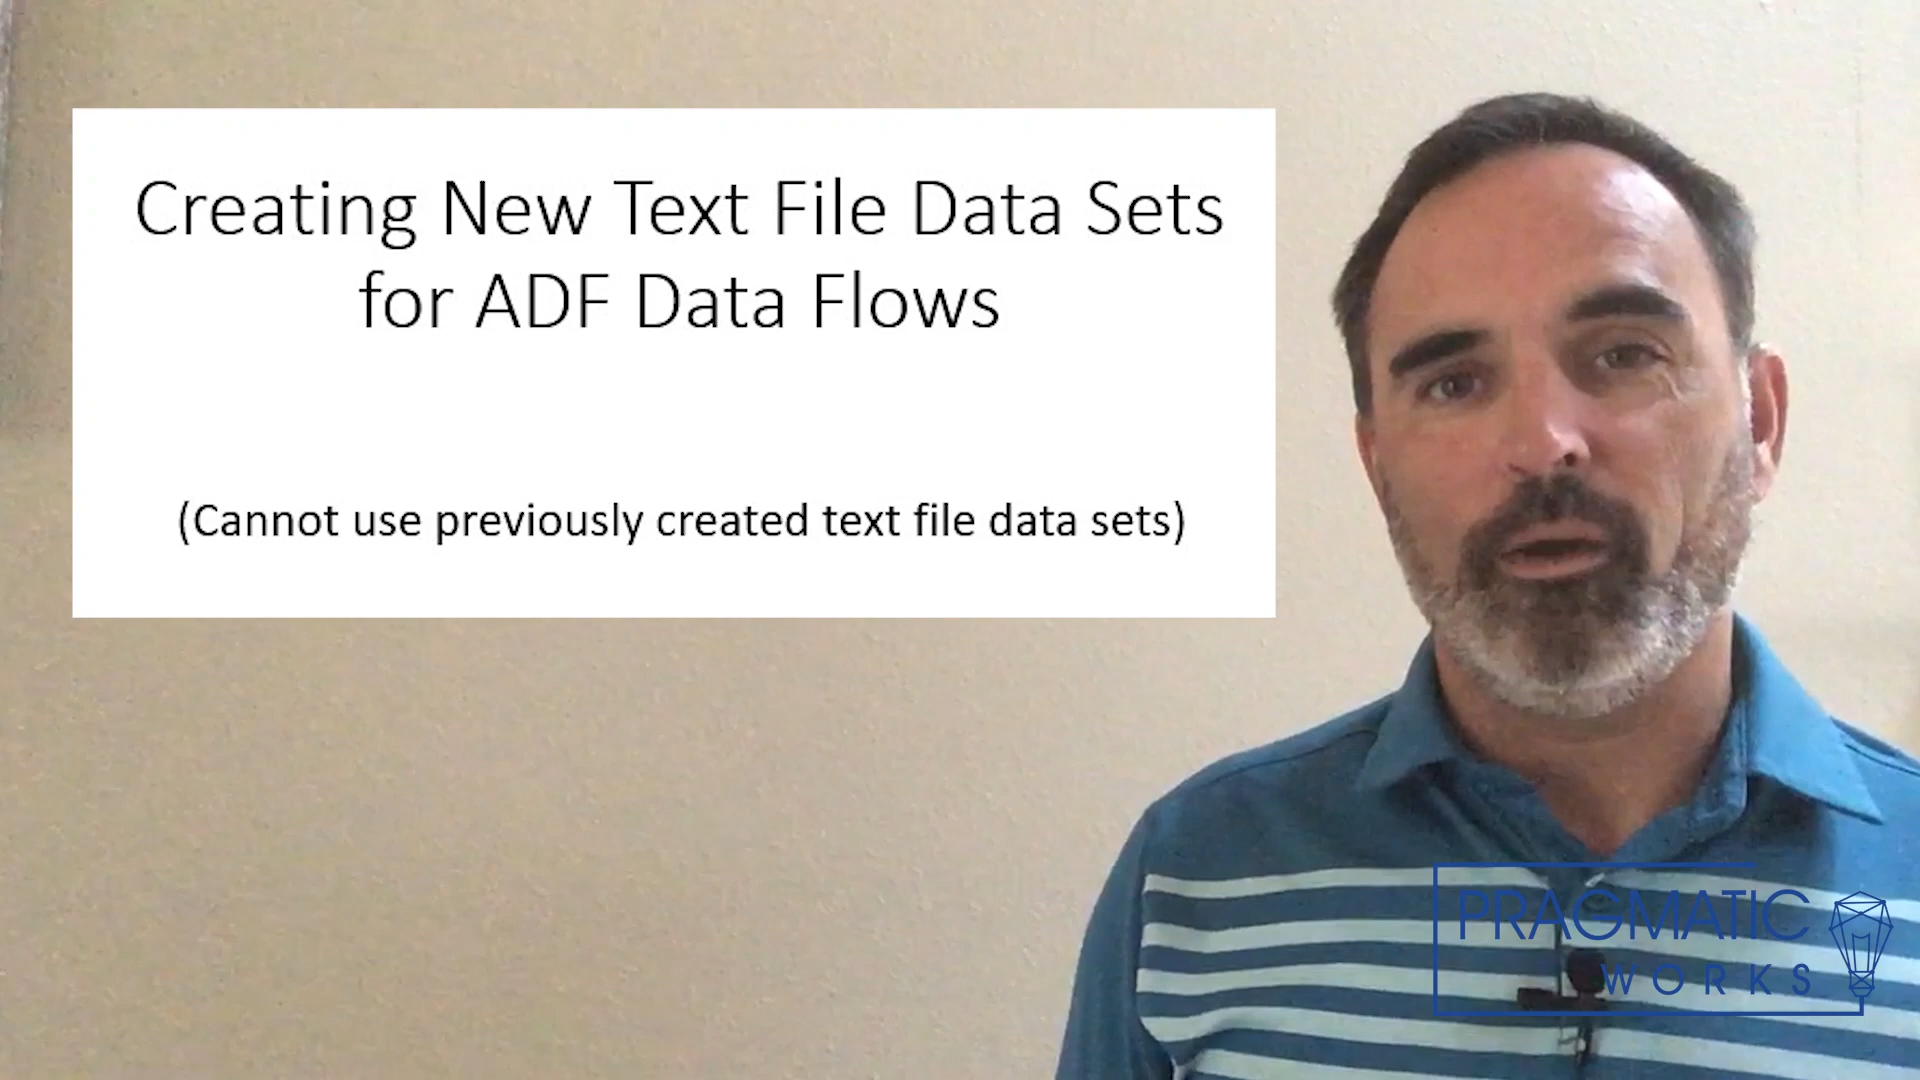 Creating New Text File Data Sets
for ADF Data Flows
(Cannot use previously created text file data sets)
PRAGMATIC
WORKS